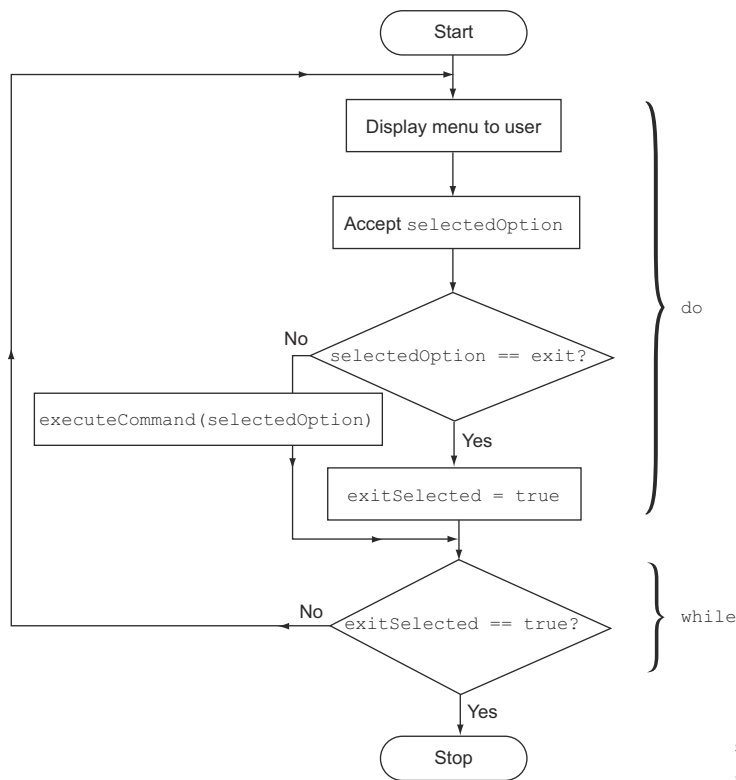 Start
Display menu to user
Accept selectedOption
do
No
selectedOption == exit?
executeCommand(selectedOption)
Yes
exitSelected = true
No
exitSelected == true?
while
Yes
Stop